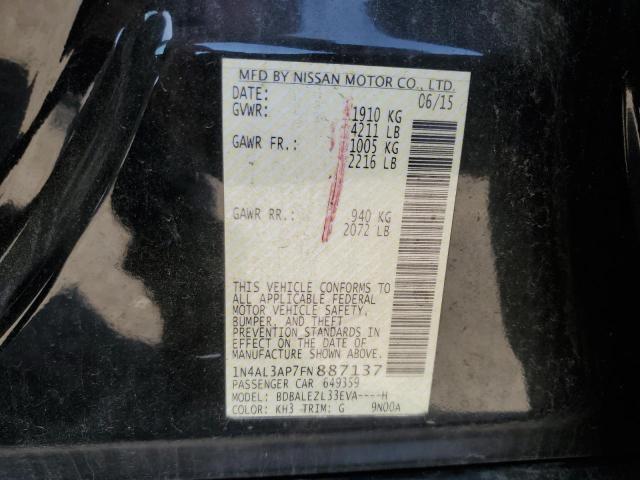 MFD BY NISSAN MOTOR CO., LTD.
DATE: 06/15
GVWR: 1910 KG
4211 LB
GAWR FR.: 1005 KG
2216 LB
GAWR RR.: 940 KG
2072 LB
THIS VEHICLE CONFORMS TO
ALL APPLICABLE FEDERAL
MOTOR VEHICLE SAFETY,
BUMPER, AND THEFT
PREVENTION STANDARDS IN
EFFECT ON THE DATE OF
MANUFACTURE SHOWN ABOVE.
1N4AL3AP7FN887137
PASSENGER CAR 649359
MODEL: BDBALEZL33EVA----H
COLOR: KH3 TRIM: G 9N00A